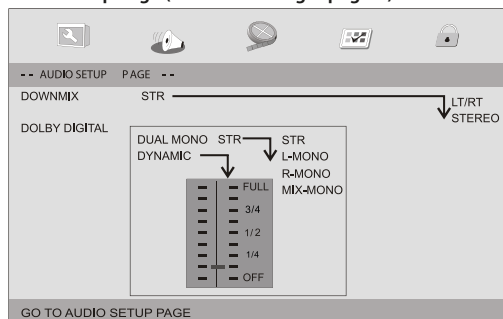 -- AUDIO SETUP PAGE --
DOWNMIX STR LT/RT
STEREO
DOLBY DIGITAL
DUAL MONO STR STR
DYNAMIC L-MONO
R-MONO
MIX-MONO
FULL
3/4
1/2
1/4
OFF
GO TO AUDIO SETUP PAGE